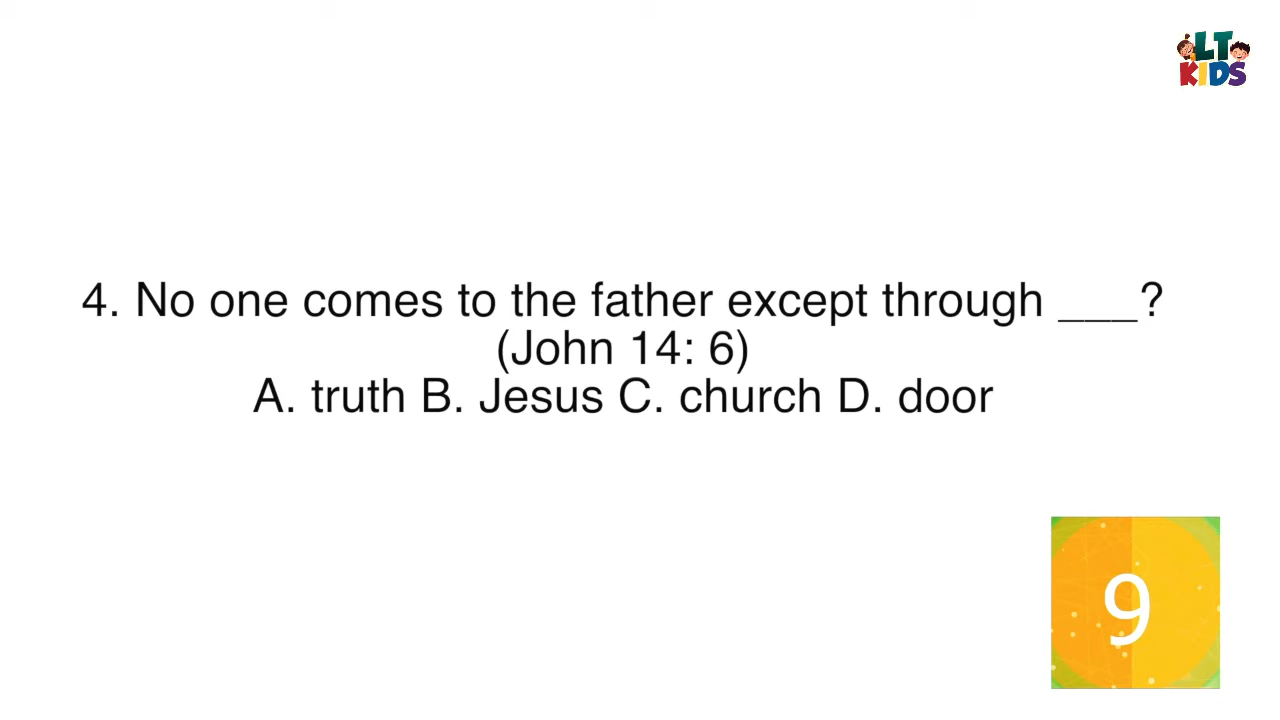 LT
KIDS
4. No one comes to the father except through ___?
(John 14: 6)
A. truth B. Jesus C. church D. door
9